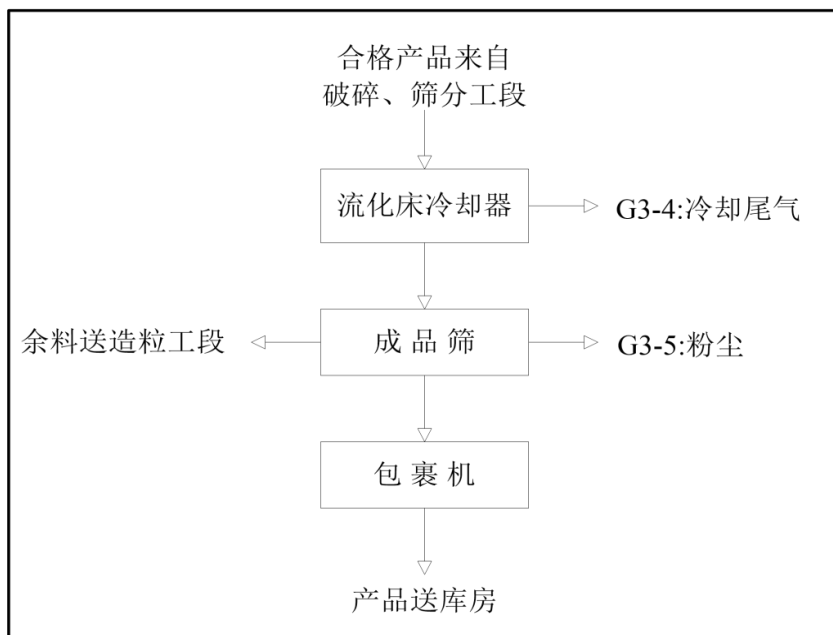 合格产品来自
破碎、筛分工段
流化床冷却器
G3-4:冷却尾气
余料送造粒工段
成 品 筛
G3-5:粉尘
包 裹 机
产品送库房